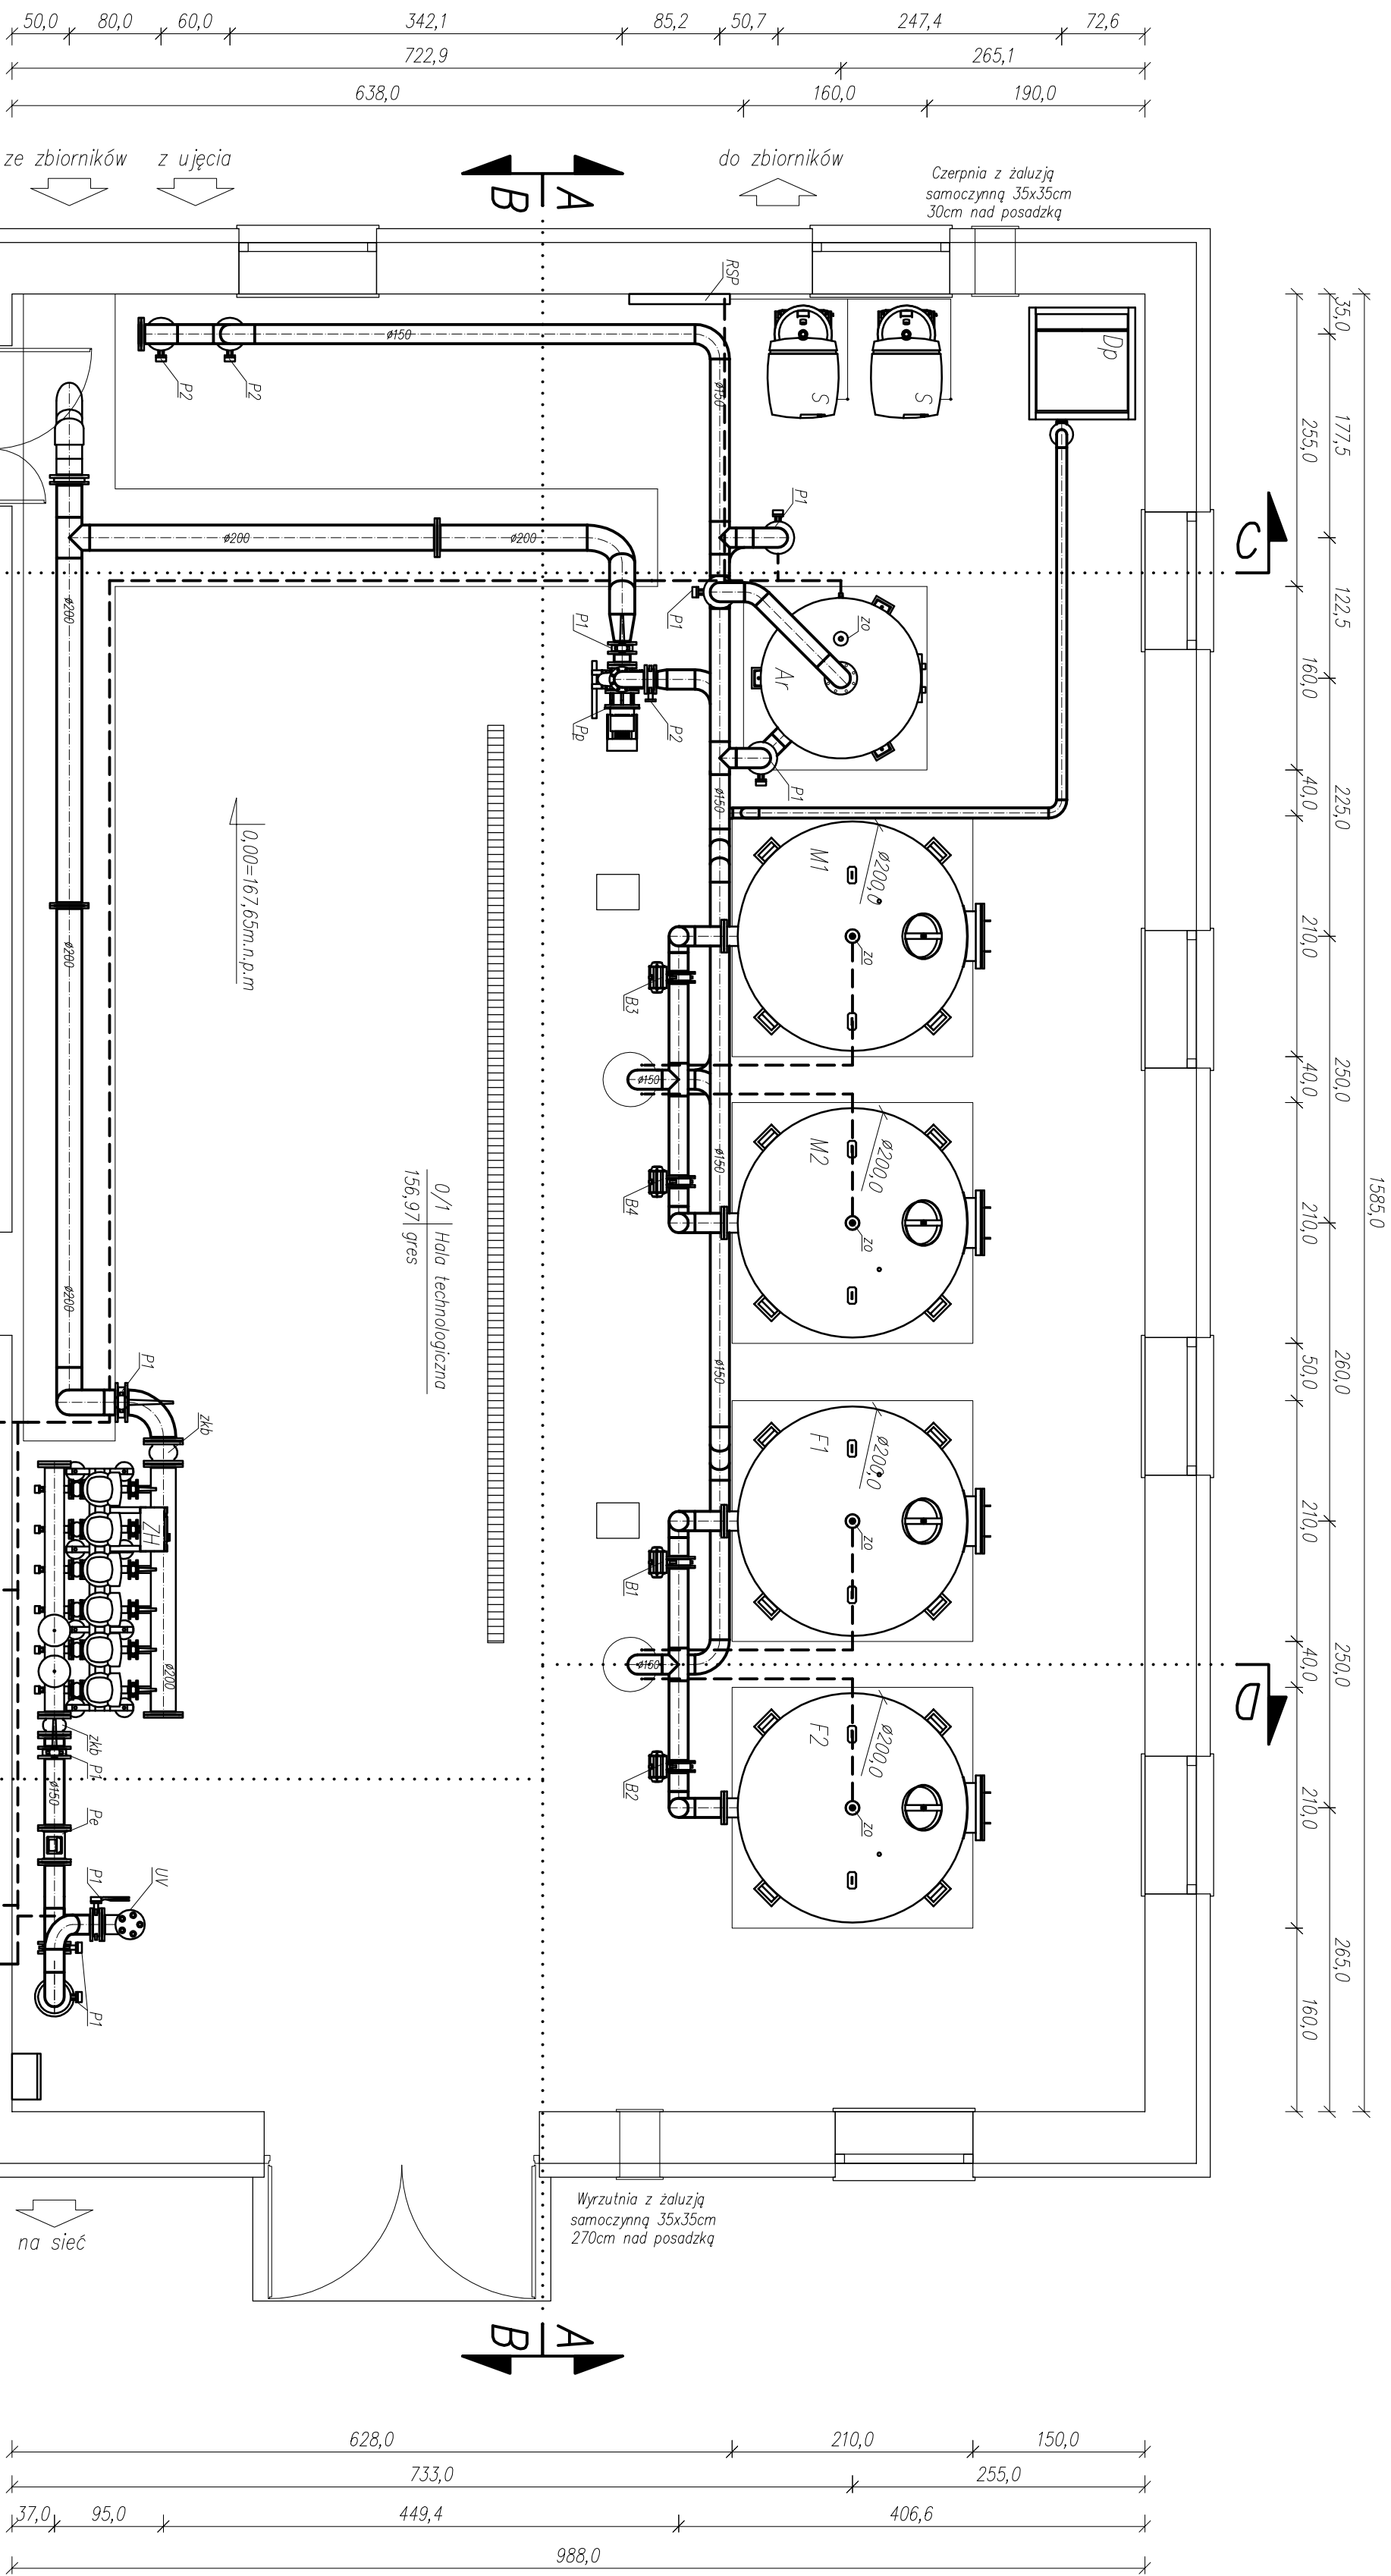 50,0 80,0 60,0 342,1 85,2 50,7 247,4 72,6
722,9 265,1
638,0 160,0 190,0
ze zbiorników
z ujęcia
do zbiorników
Czerpnia z żaluzją
samoczynną 35x35cm
30cm nad posadzką
A
B
RSP
Dp
S
S
ø150
ø150
P2
P2
P1
C
ø200
ø200
ø200
P1
P1
zo
Ar
Pp
P2
P1
ø150
0,00=167,65m.n.p.m
M1
ø200,0
zo
B3
ø150
M2
ø200,0
zo
B4
ø150
ø200
ø200
0/1 Hala technologiczna
156,97 gres
ø150
P1
zkb
F1
ø200,0
zo
B1
ZH
ø150
D
ø200
F2
ø200,0
zo
B2
zkb
P1
ø150
Pe
P1
UV
P1
35,0 177,5 122,5 225,0 250,0 260,0 250,0 265,0
255,0 160,0 40,0 210,0 40,0 210,0 50,0 210,0 40,0 210,0 160,0
1585,0
na sieć
Wyrzutnia z żaluzją
samoczynną 35x35cm
270cm nad posadzką
A
B
628,0 210,0 150,0
733,0 255,0
37,0 95,0 449,4 406,6
988,0